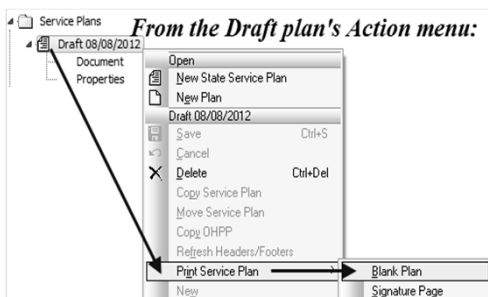 Service Plans
From the Draft plan's Action menu:
Draft 08/08/2012
Document
Properties
Open
New State Service Plan
New Plan
Draft 08/08/2012
Save Ctrl+S
Cancel
Delete Ctrl+Del
Copy Service Plan
Move Service Plan
Copy OHPP
Refresh Headers/Footers
Print Service Plan
Blank Plan
New
Signature Page